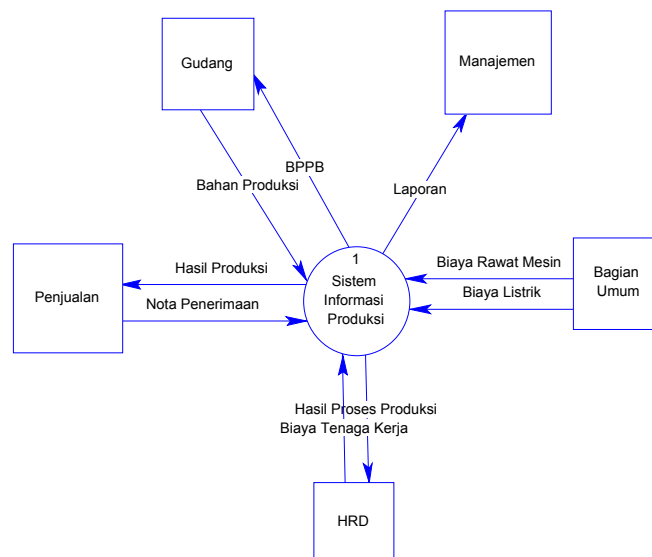 Gudang
Manajemen
BPPB
Bahan Produksi
Laporan
1
Sistem
Informasi
Produksi
Hasil Produksi
Nota Penerimaan
Penjualan
Biaya Rawat Mesin
Biaya Listrik
Bagian
Umum
Hasil Proses Produksi
Biaya Tenaga Kerja
HRD